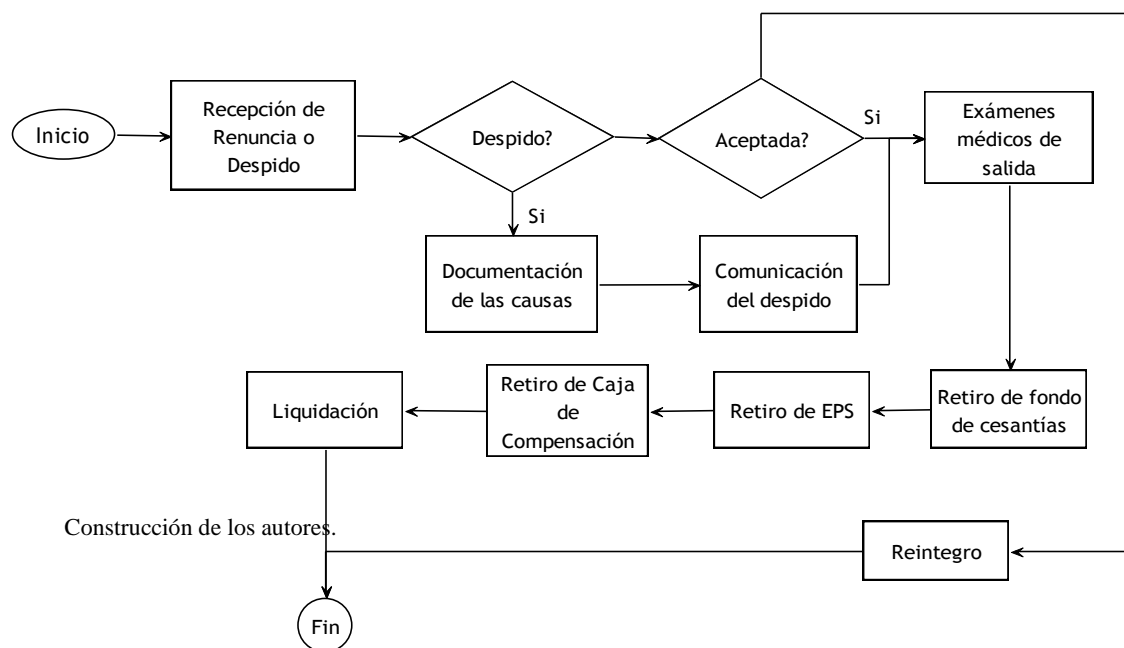 Inicio
Recepción de
Renuncia o
Despido
Despido?
Aceptada?
Si
Exámenes
médicos de
salida
Si
Documentación
de las causas
Comunicación
del despido
Liquidación
Retiro de Caja
de
Compensación
Retiro de EPS
Retiro de fondo
de cesantías
Construcción de los autores.
Reintegro
Fin